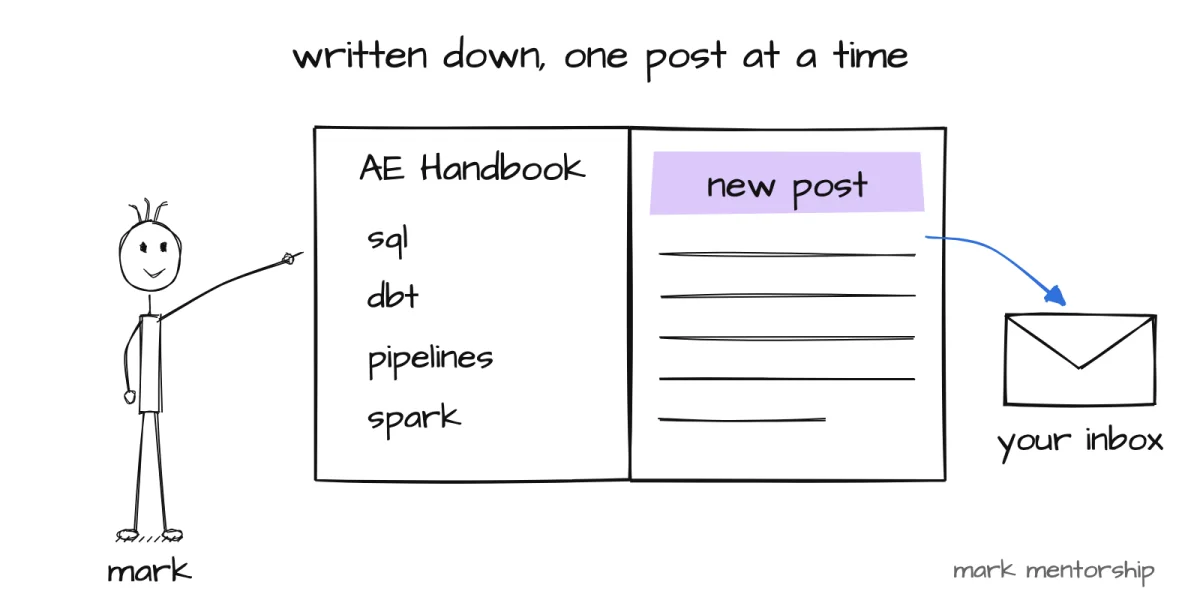 written down, one post at a time
AE Handbook
sql
dbt
pipelines
spark
new post
your inbox
mark
mark mentorship